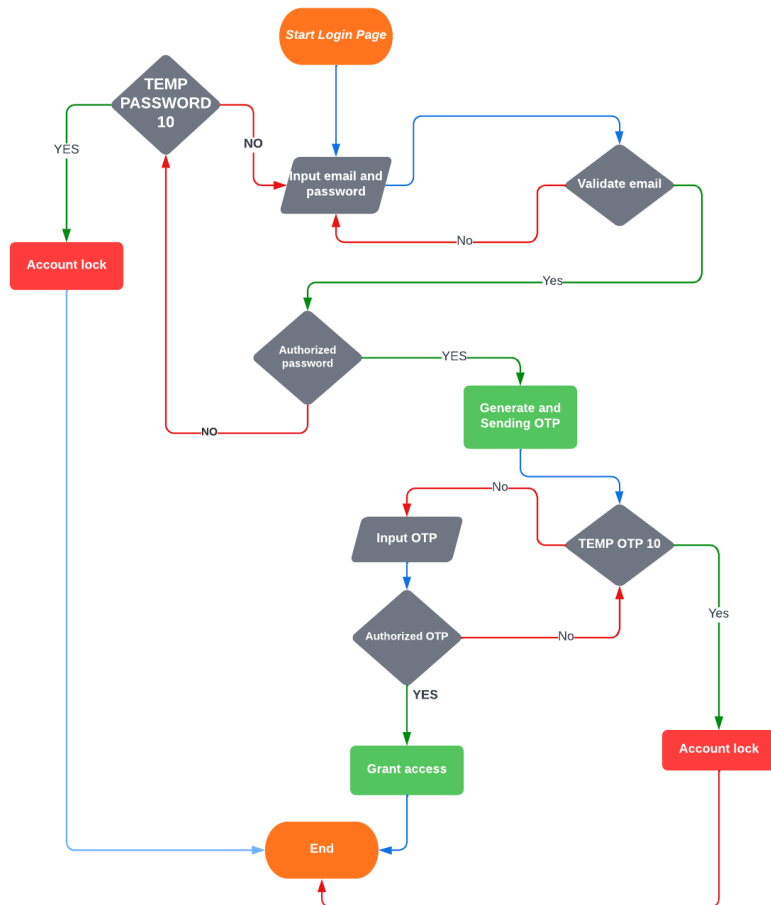 Start Login Page
TEMP
PASSWORD
10
YES
NO
Input email and
password
Validate email
No
Account lock
Yes
Authorized
password
YES
Generate and
Sending OTP
NO
No
Input OTP
TEMP OTP 10
Yes
Authorized OTP
No
YES
Account lock
Grant access
End